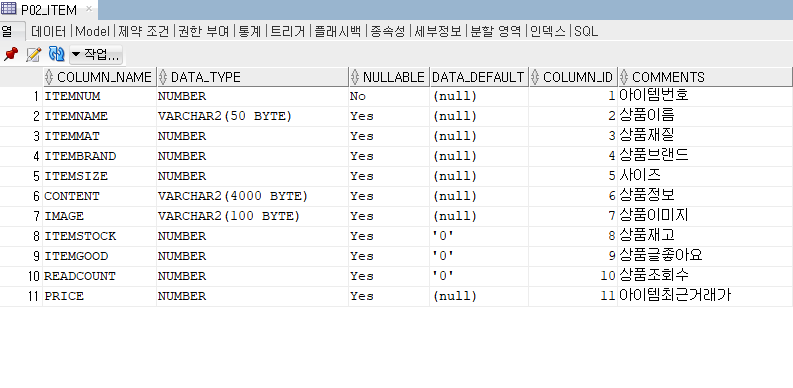 P02_ITEM ×
열 데이터 | Model | 제약 조건 | 권한 부여 | 통계 | 트리거 | 플래시백 | 종속성 | 세부정보 | 분할 영역 | 인덱스 | SQL
작업...
COLUMN_NAME DATA_TYPE NULLABLE DATA_DEFAULT COLUMN_ID COMMENTS
1 ITEMNUM NUMBER No (null) 1 아이템번호
2 ITEMNAME VARCHAR2(50 BYTE) Yes (null) 2 상품이름
3 ITEMMAT NUMBER Yes (null) 3 상품재질
4 ITEMBRAND NUMBER Yes (null) 4 상품브랜드
5 ITEMSIZE NUMBER Yes (null) 5 사이즈
6 CONTENT VARCHAR2(4000 BYTE) Yes (null) 6 상품정보
7 IMAGE VARCHAR2(100 BYTE) Yes (null) 7 상품이미지
8 ITEMSTOCK NUMBER Yes '0' 8 상품재고
9 ITEMGOOD NUMBER Yes '0' 9 상품글좋아요
10 READCOUNT NUMBER Yes '0' 10 상품조회수
11 PRICE NUMBER Yes (null) 11 아이템최근거래가